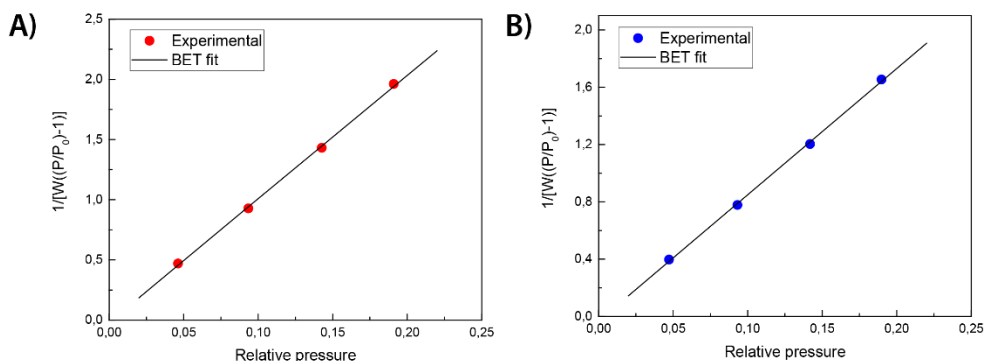 A)
2,5
2,0
1,5
1,0
0,5
0,0
0,00 0,05 0,10 0,15 0,20 0,25
1/[W((P/P₀)-1)]
Relative pressure
Experimental
BET fit
B)
2.0
1.6
1.2
0.8
0.4
0.0
0,00 0,05 0,10 0,15 0,20 0,25
1/[W((P/P₀)-1)]
Relative pressure
Experimental
BET fit